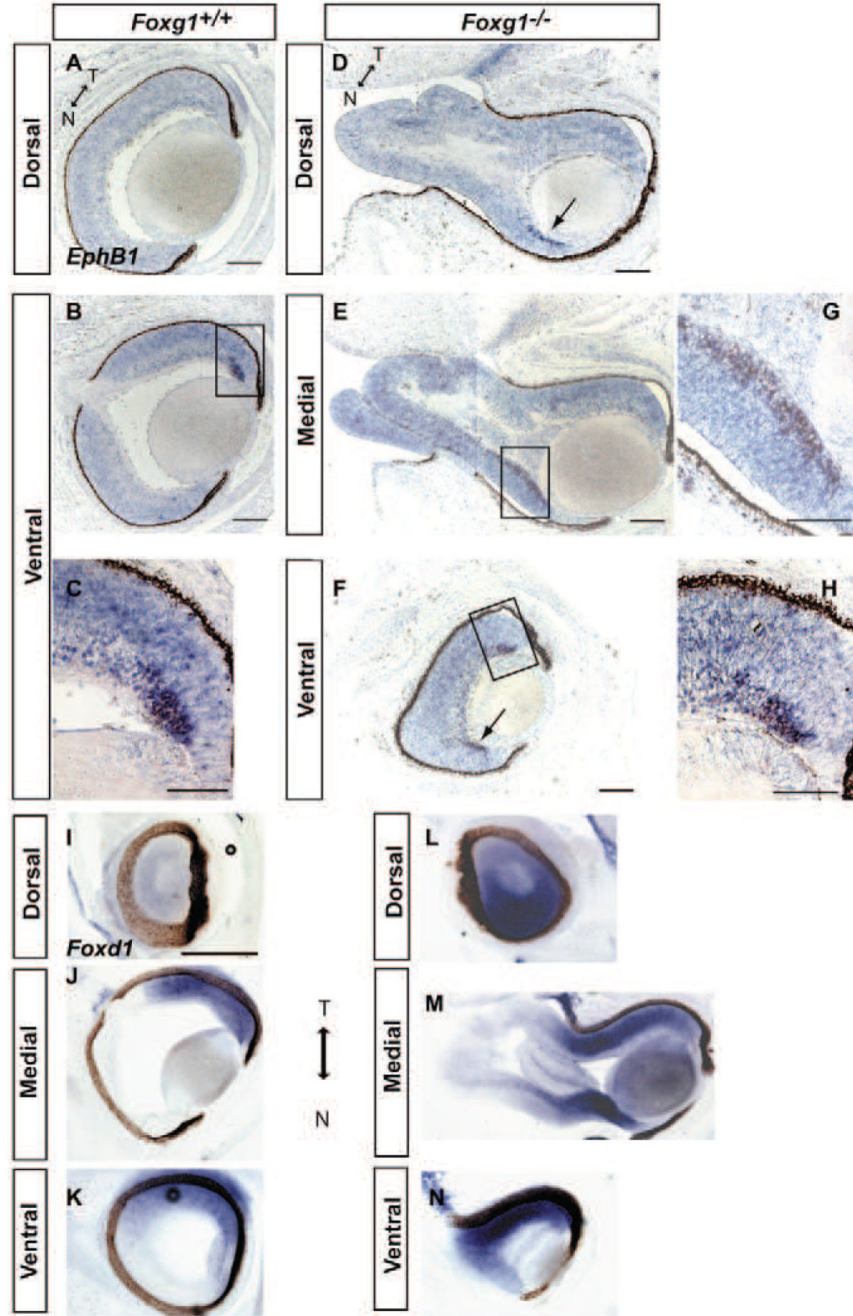 Foxg1+/+
Foxg1-/-
Dorsal
A
T
N
EphB1
Dorsal
D
T
N
Ventral
B
Medial
E
G
C
Ventral
F
H
Dorsal
I
Foxd1
Dorsal
L
Medial
J
T
N
Medial
M
Ventral
K
Ventral
N